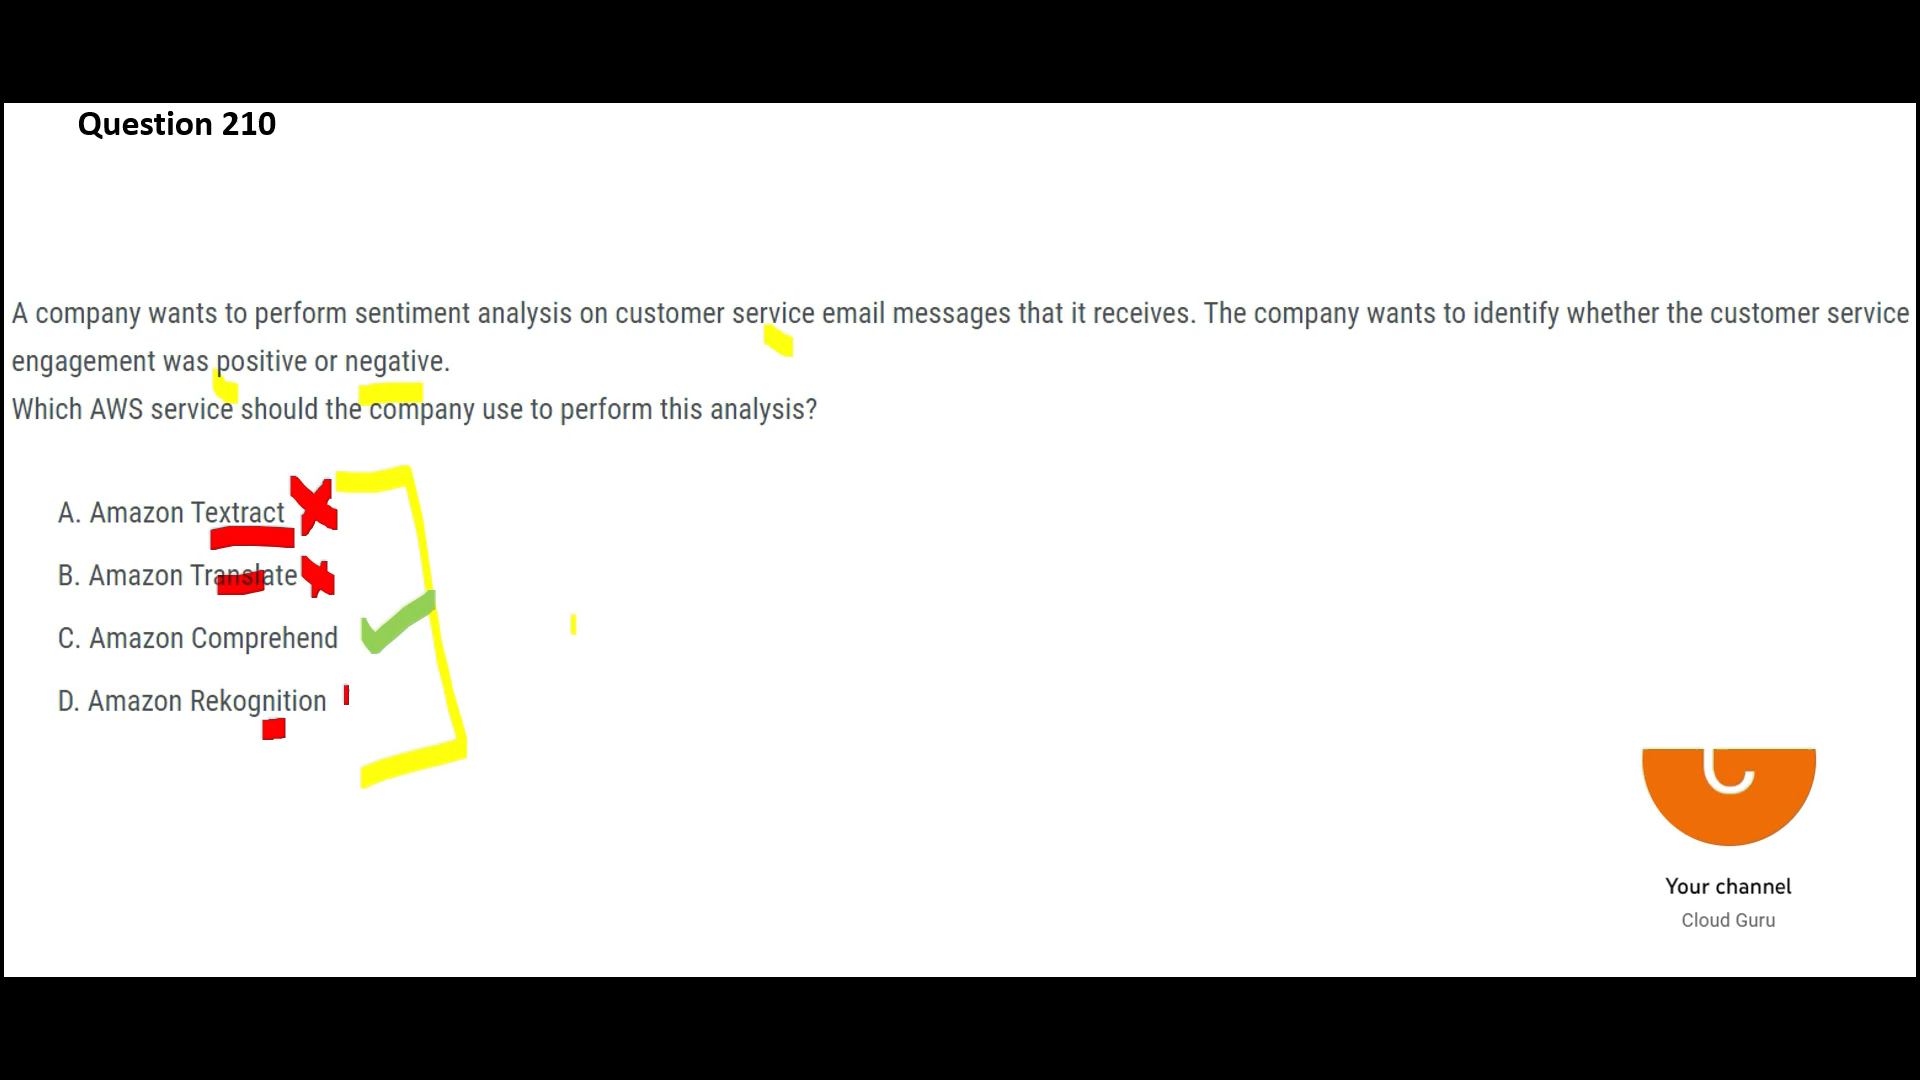 Question 210
A company wants to perform sentiment analysis on customer service email messages that it receives. The company wants to identify whether the customer service
engagement was positive or negative.
Which AWS service should the company use to perform this analysis?
A. Amazon Textract
B. Amazon Translate
C. Amazon Comprehend
D. Amazon Rekognition
Your channel
Cloud Guru